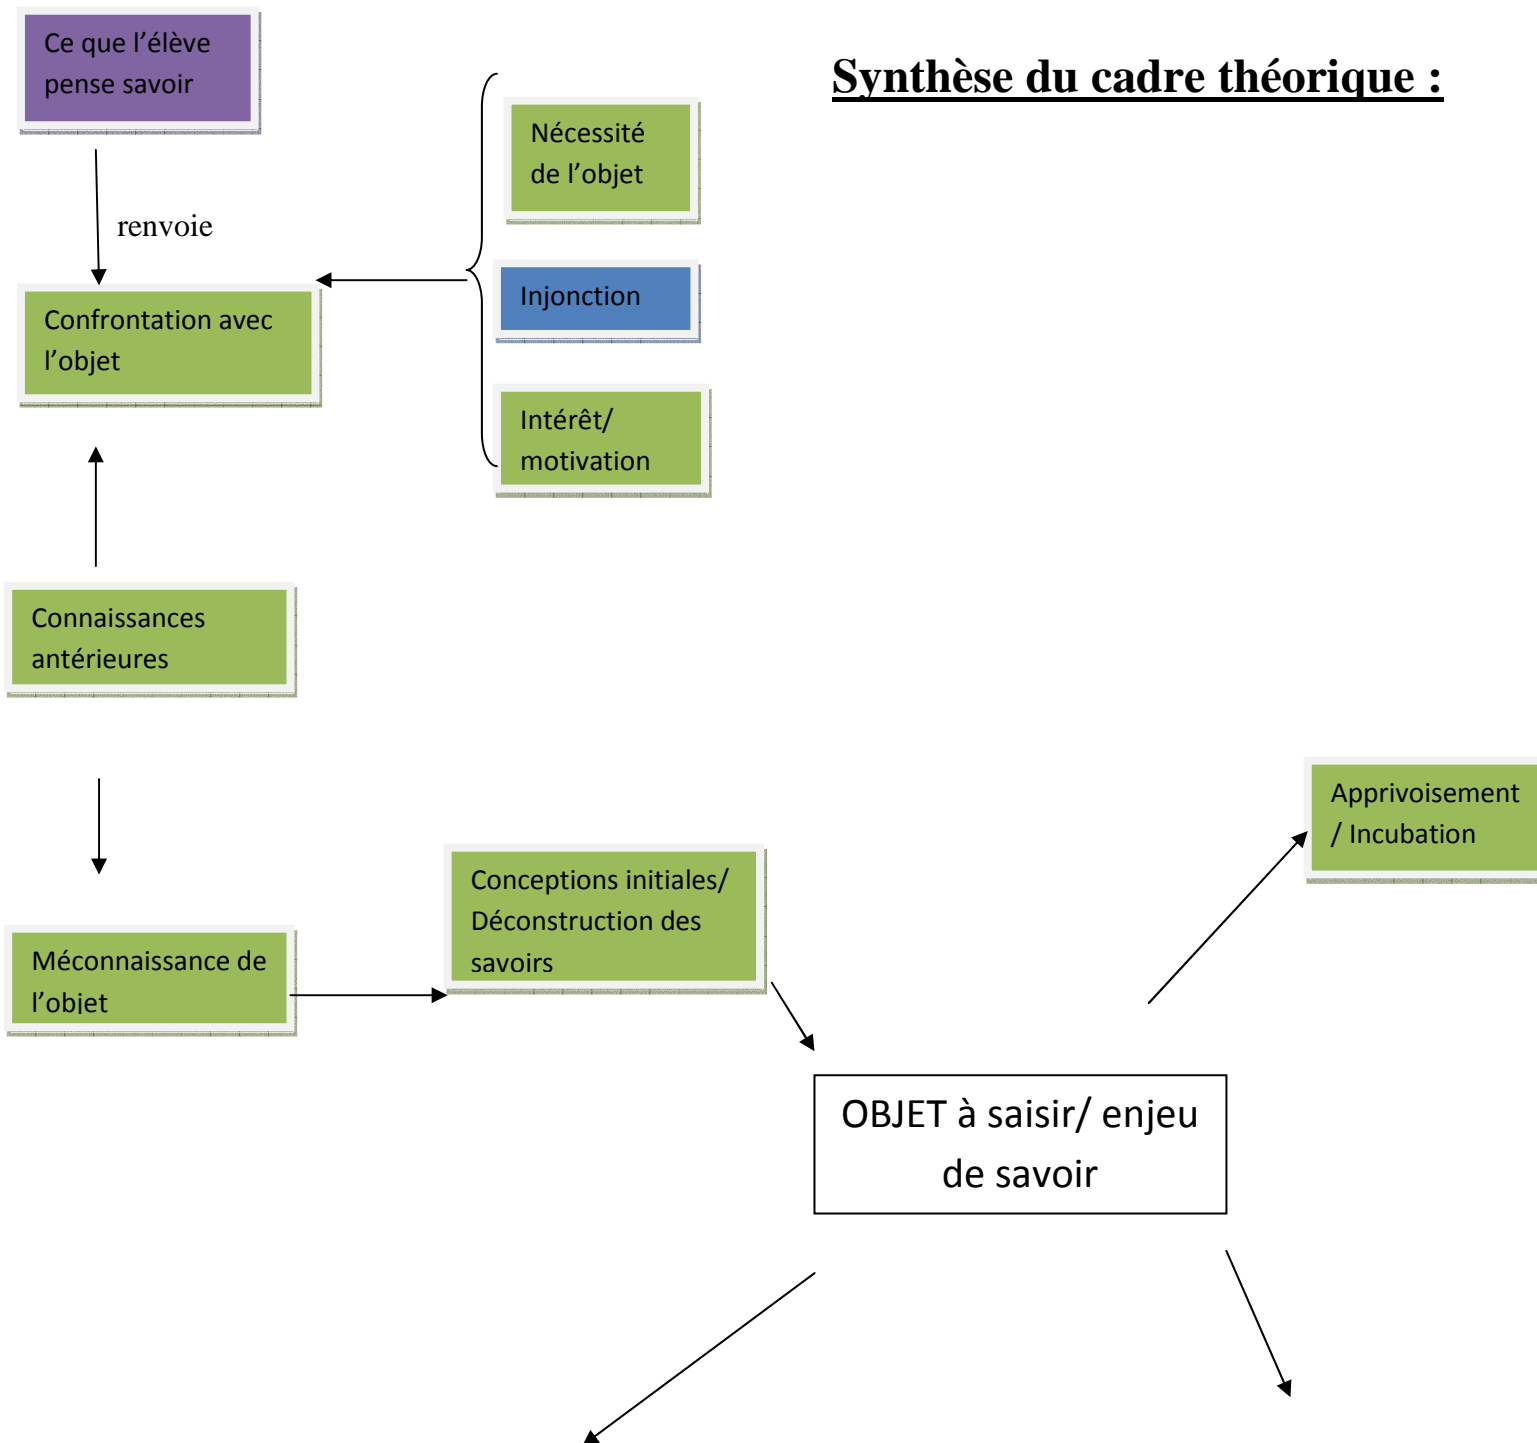 Synthèse du cadre théorique :
Ce que l’élève
pense savoir
renvoie
Nécessité
de l’objet
Injonction
Intérêt/
motivation
Confrontation avec
l’objet
Connaissances
antérieures
Méconnaissance de
l’objet
Conceptions initiales/
Déconstruction des
savoirs
Apprivoisement
/ Incubation
OBJET à saisir/ enjeu
de savoir